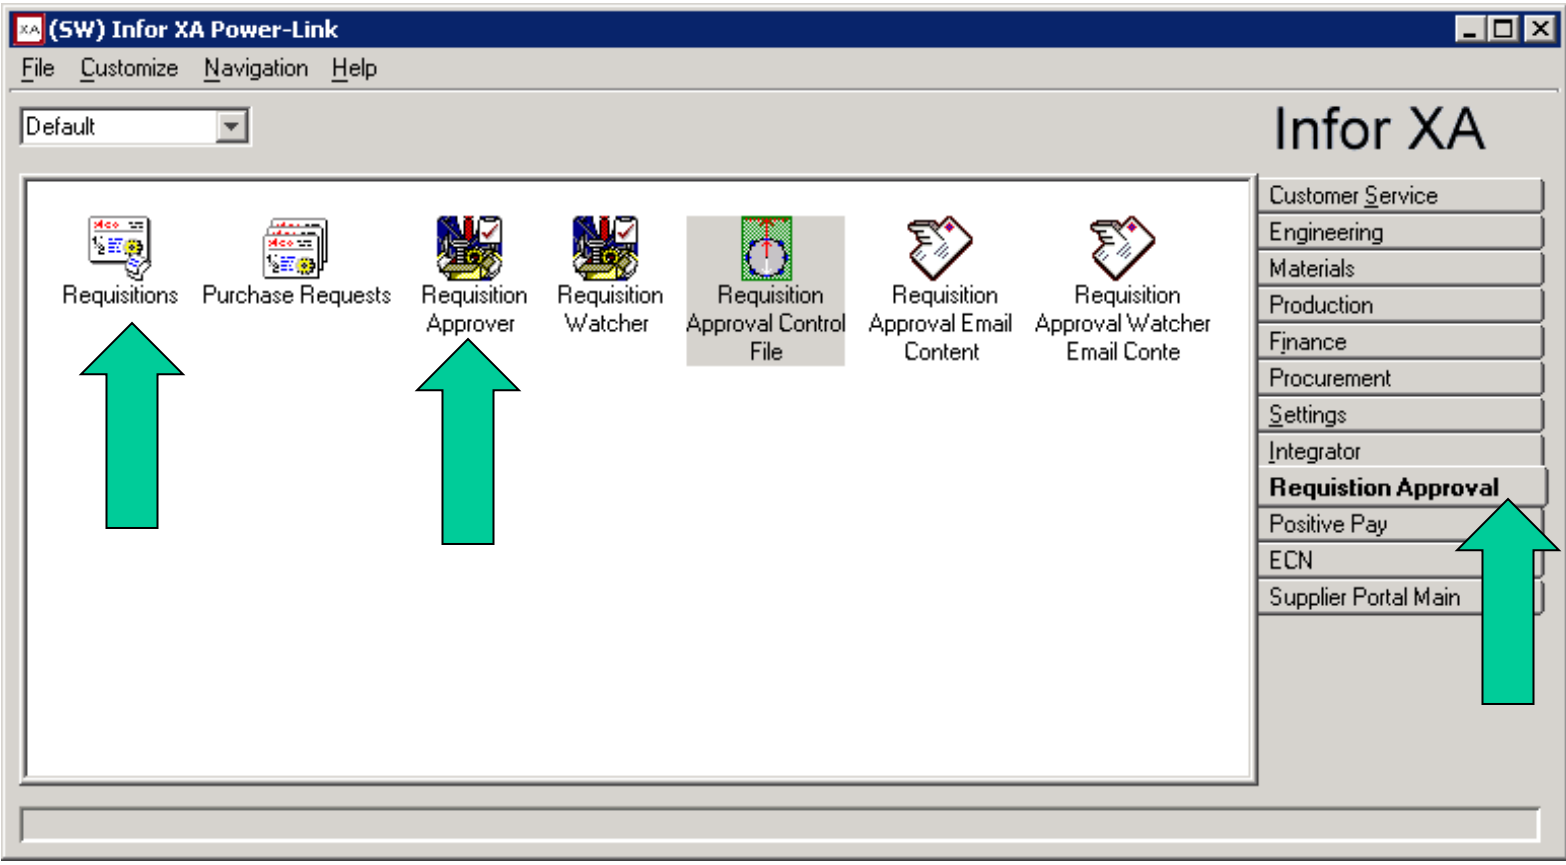 XA (SW) Infor XA Power-Link
File Customize Navigation Help
Default
Infor XA
Requisitions
Purchase Requests
Requisition
Approver
Requisition
Watcher
Requisition
Approval Control
File
Requisition
Approval Email
Content
Requisition
Approval Watcher
Email Conte
Customer Service
Engineering
Materials
Production
Finance
Procurement
Settings
Integrator
Requistion Approval
Positive Pay
ECN
Supplier Portal Main